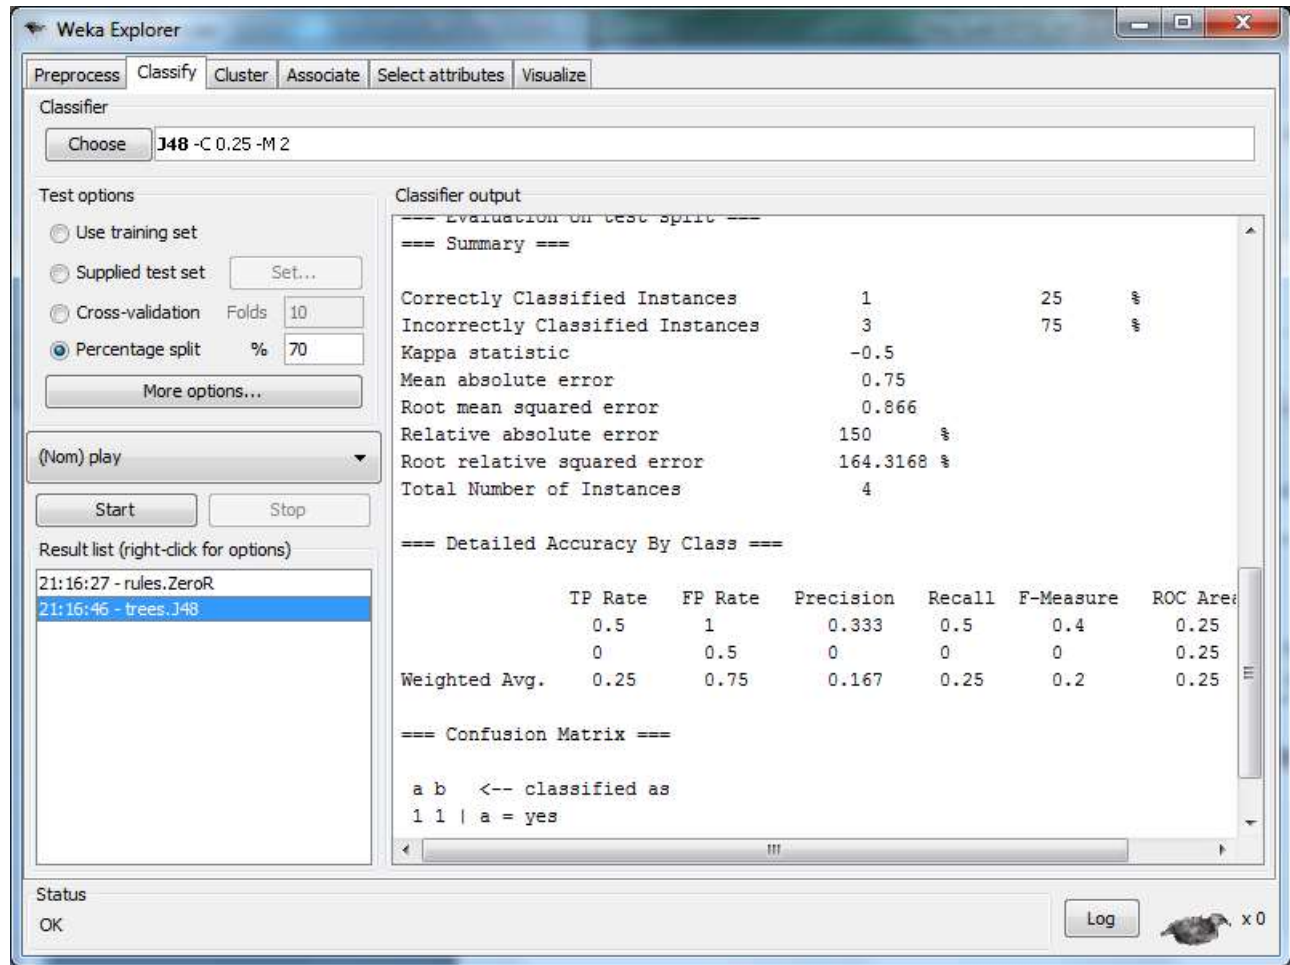 Weka Explorer
Preprocess Classify Cluster Associate Select attributes Visualize
Classifier
Choose J48 -C 0.25 -M 2
Test options
Use training set
Supplied test set Set...
Cross-validation Folds 10
Percentage split % 70
More options...
(Nom) play
Start Stop
Result list (right-click for options)
21:16:27 - rules.ZeroR
21:16:46 - trees.J48
Classifier output
=== Evaluation on test split ===
=== Summary ===
Correctly Classified Instances 1 25 %
Incorrectly Classified Instances 3 75 %
Kappa statistic -0.5
Mean absolute error 0.75
Root mean squared error 0.866
Relative absolute error 150 %
Root relative squared error 164.3168 %
Total Number of Instances 4
=== Detailed Accuracy By Class ===
TP Rate FP Rate Precision Recall F-Measure ROC Area
0.5 1 0.333 0.5 0.4 0.25
0 0.5 0 0 0 0.25
Weighted Avg. 0.25 0.75 0.167 0.25 0.2 0.25
=== Confusion Matrix ===
a b <-- classified as
1 1 | a = yes
Status
OK
Log x 0